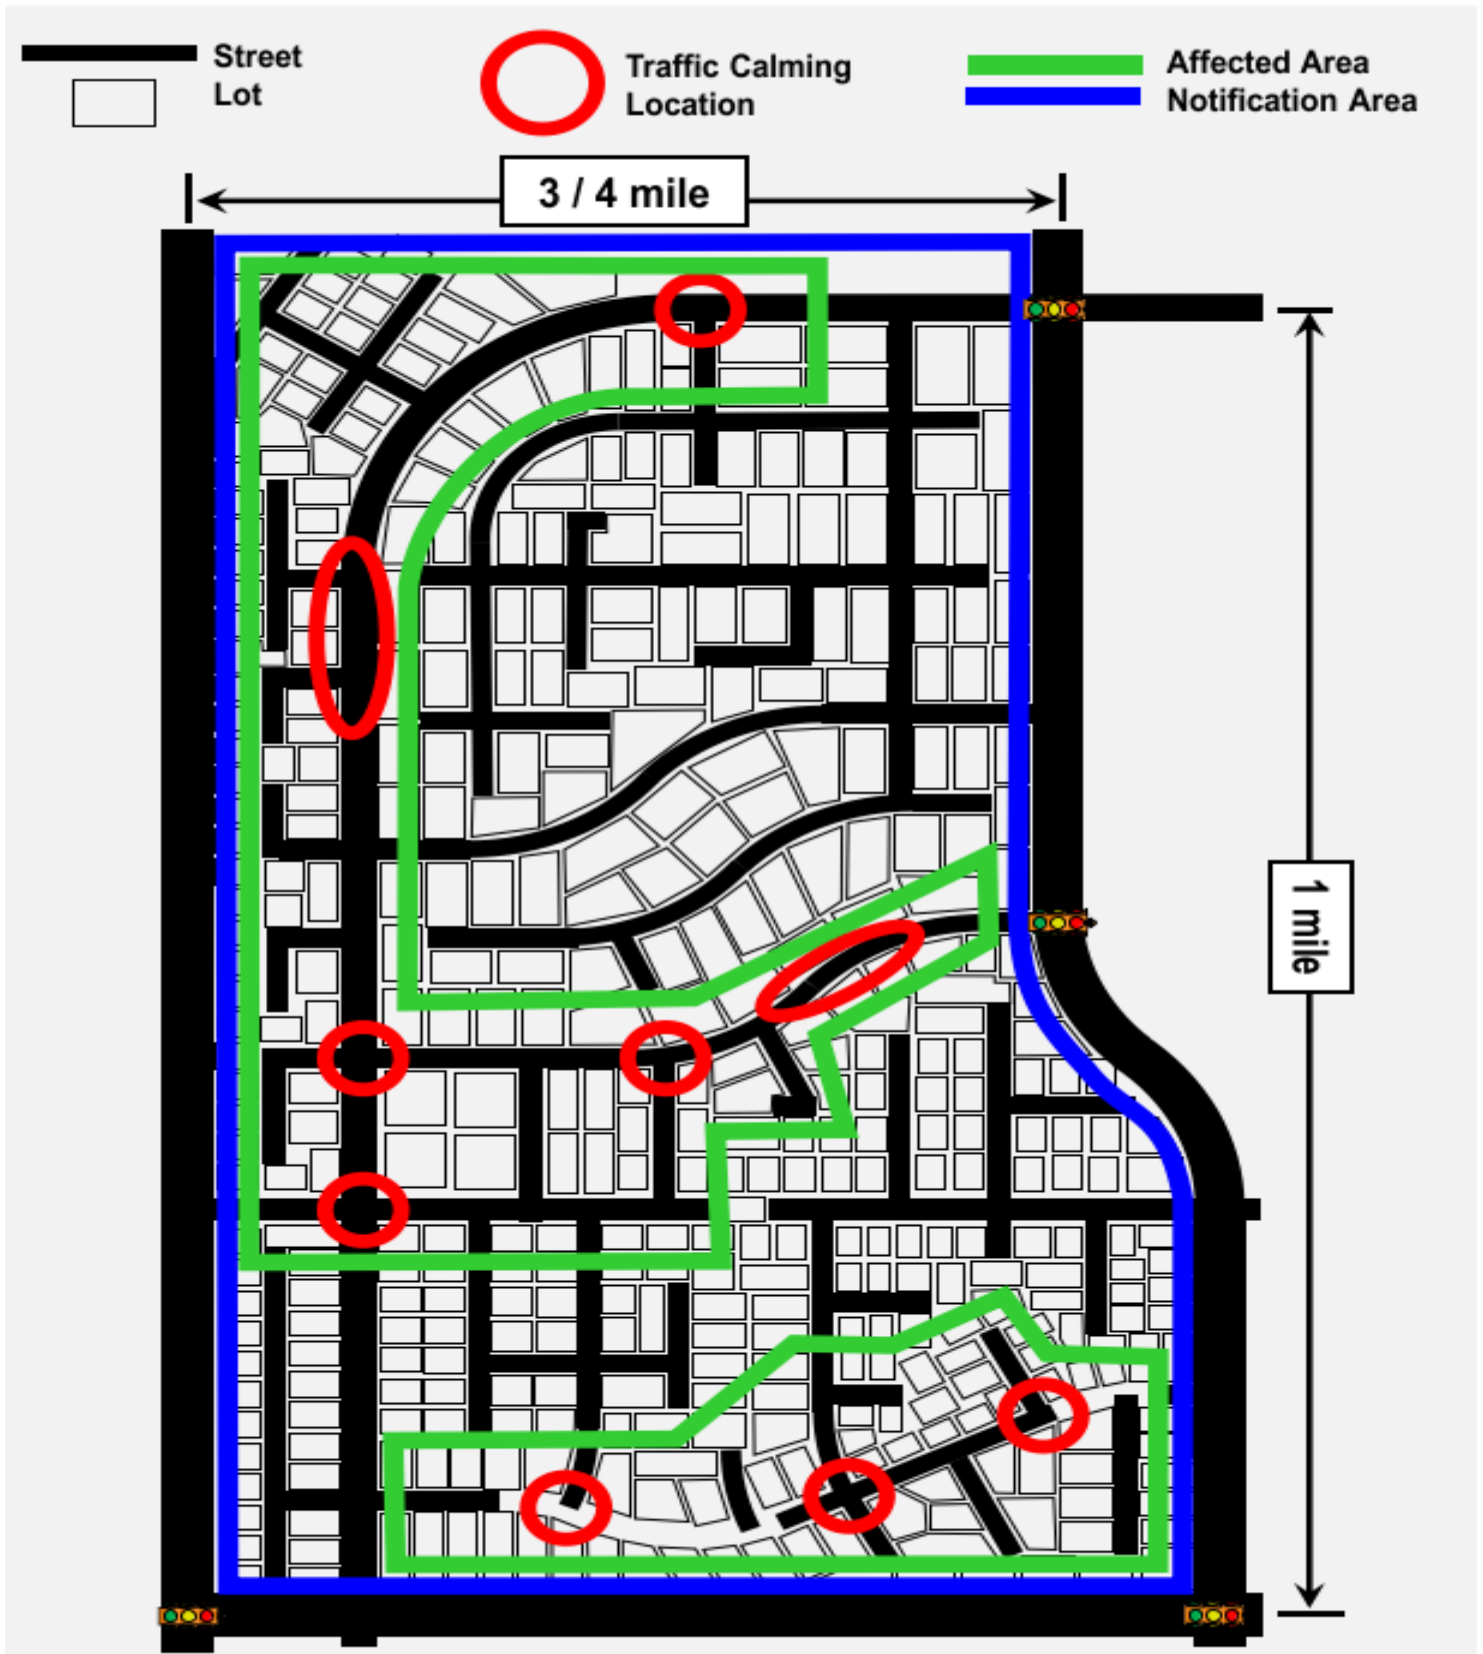 Street
Lot
Traffic Calming
Location
Affected Area
Notification Area
3 / 4 mile
1 mile